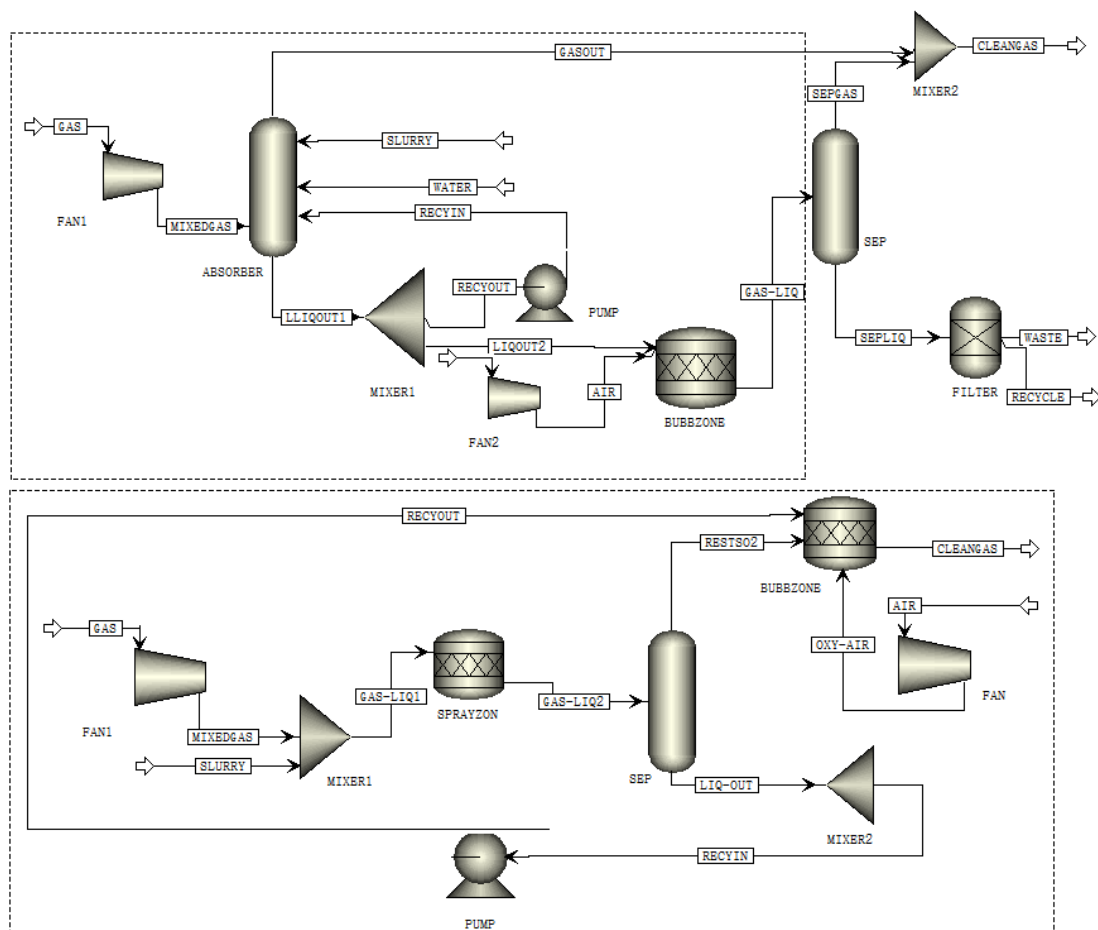 GASOUT
CLEANGAS
MIXER2
SEPGAS
GAS
SLURRY
WATER
RECYIN
FAN1
MIXEDGAS
ABSORBER
SEP
RECYOUT
GAS-LIQ
PUMP
LLIQOUT1
LIQOUT2
SEPLIQ
WASTE
MIXER1
AIR
FILTER
RECYCLE
BUBBZONE
FAN2
RECYOUT
RESTSO2
CLEANGAS
BUBBZONE
AIR
GAS
OXY-AIR
GAS-LIQ1
GAS-LIQ2
FAN
SPRAYZON
FAN1
MIXEDGAS
SLURRY
MIXER1
SEP
LIQ-OUT
MIXER2
RECYIN
PUMP